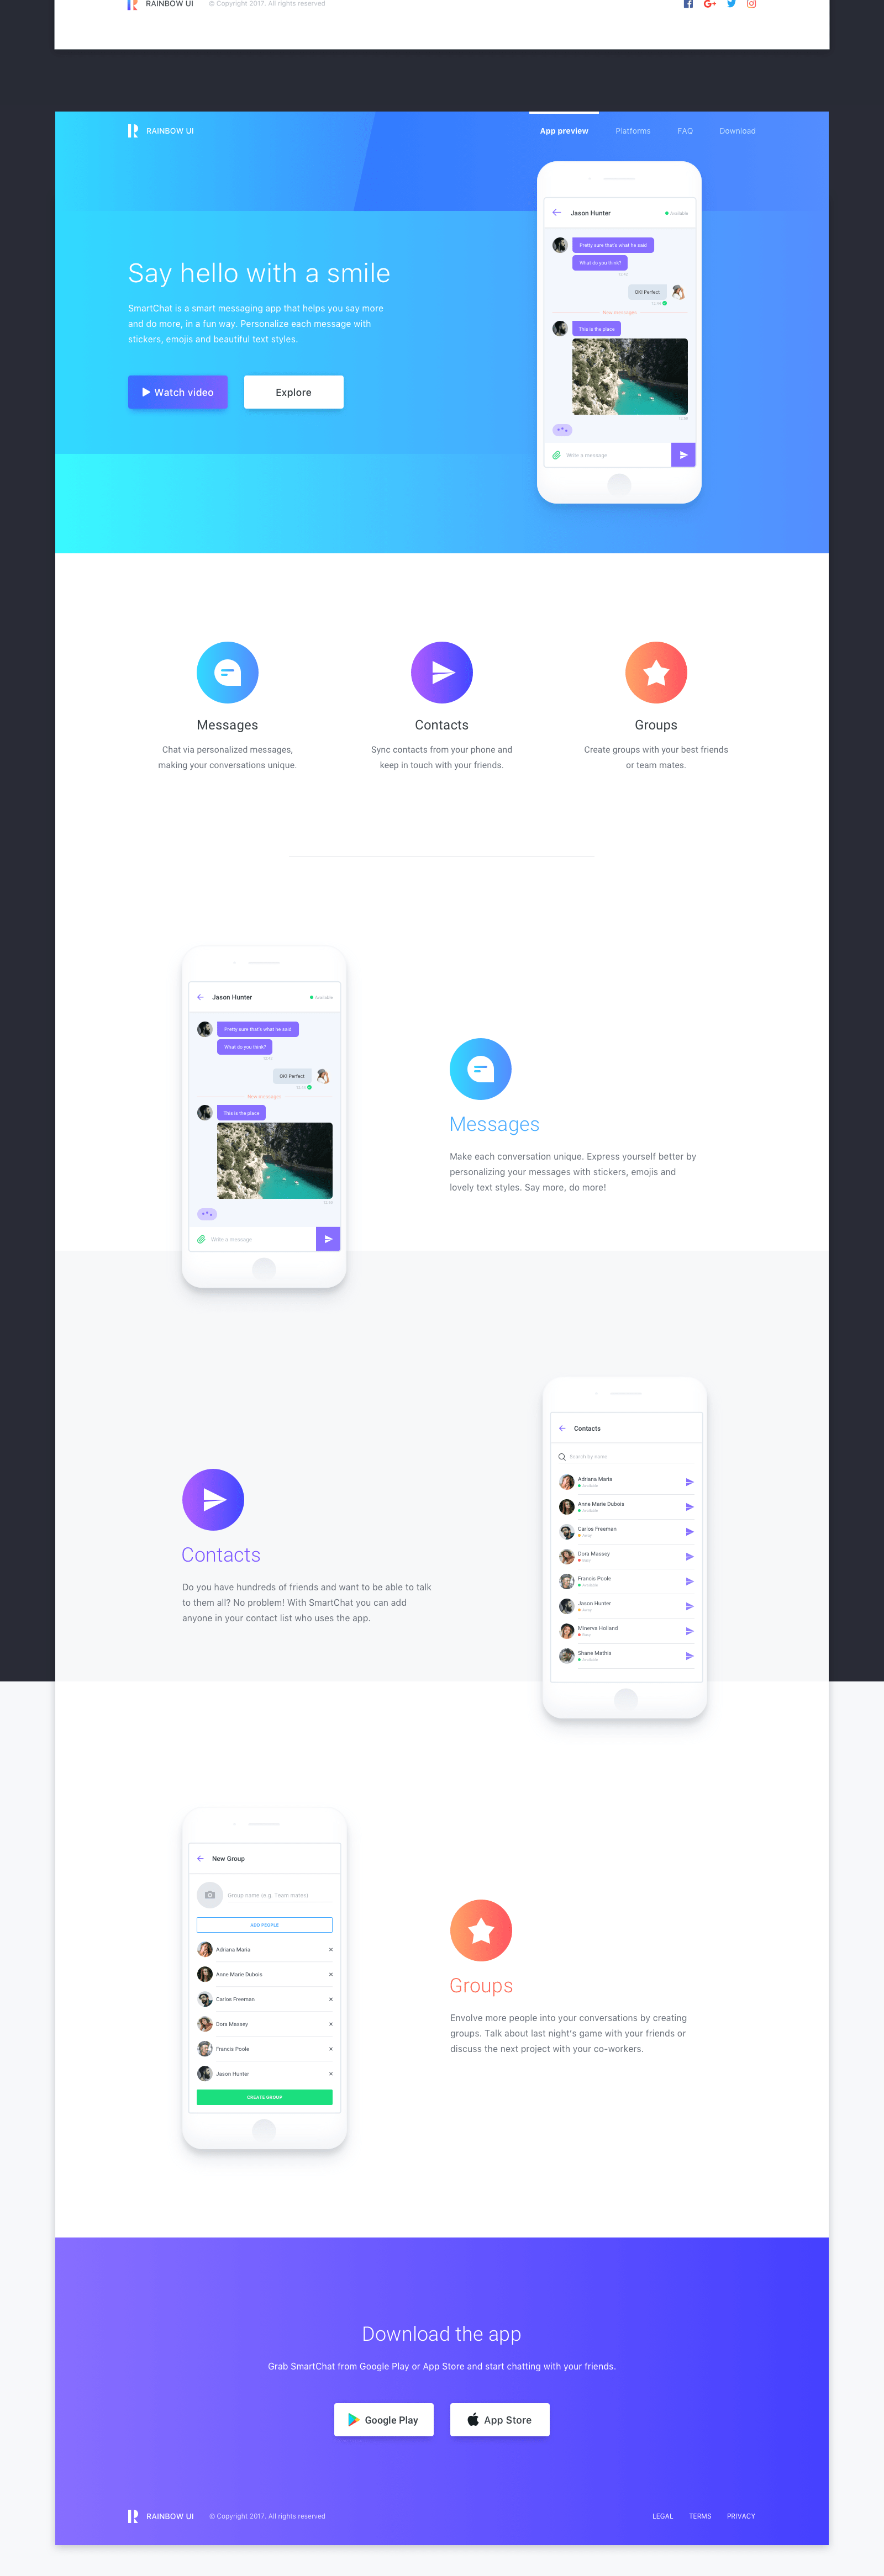 RAINBOW UI
© Copyright 2017. All rights reserved
RAINBOW UI
App preview
Platforms
FAQ
Download
Say hello with a smile
SmartChat is a smart messaging app that helps you say more
and do more, in a fun way. Personalize each message with
stickers, emojis and beautiful text styles.
Watch video
Explore
Jason Hunter
Available
Pretty sure that's what he said
What do you think?
OK! Perfect
New messages
This is the place
Write a message
Messages
Chat via personalized messages,
making your conversations unique.
Contacts
Sync contacts from your phone and
keep in touch with your friends.
Groups
Create groups with your best friends
or team mates.
Jason Hunter
Available
Pretty sure that's what he said
What do you think?
OK! Perfect
New messages
This is the place
Write a message
Messages
Make each conversation unique. Express yourself better by
personalizing your messages with stickers, emojis and
lovely text styles. Say more, do more!
Contacts
Do you have hundreds of friends and want to be able to talk
to them all? No problem! With SmartChat you can add
anyone in your contact list who uses the app.
Contacts
Search by name
Adriana Maria
Available
Anne Marie Dubois
Available
Carlos Freeman
Away
Dora Massey
Busy
Francis Poole
Available
Jason Hunter
Away
Minerva Holland
Busy
Shane Mathis
Available
New Group
Group name (e.g. Team mates)
ADD PEOPLE
Adriana Maria
Anne Marie Dubois
Carlos Freeman
Dora Massey
Francis Poole
Jason Hunter
CREATE GROUP
Groups
Envolve more people into your conversations by creating
groups. Talk about last night's game with your friends or
discuss the next project with your co-workers.
Download the app
Grab SmartChat from Google Play or App Store and start chatting with your friends.
Google Play
App Store
RAINBOW UI
© Copyright 2017. All rights reserved
LEGAL
TERMS
PRIVACY